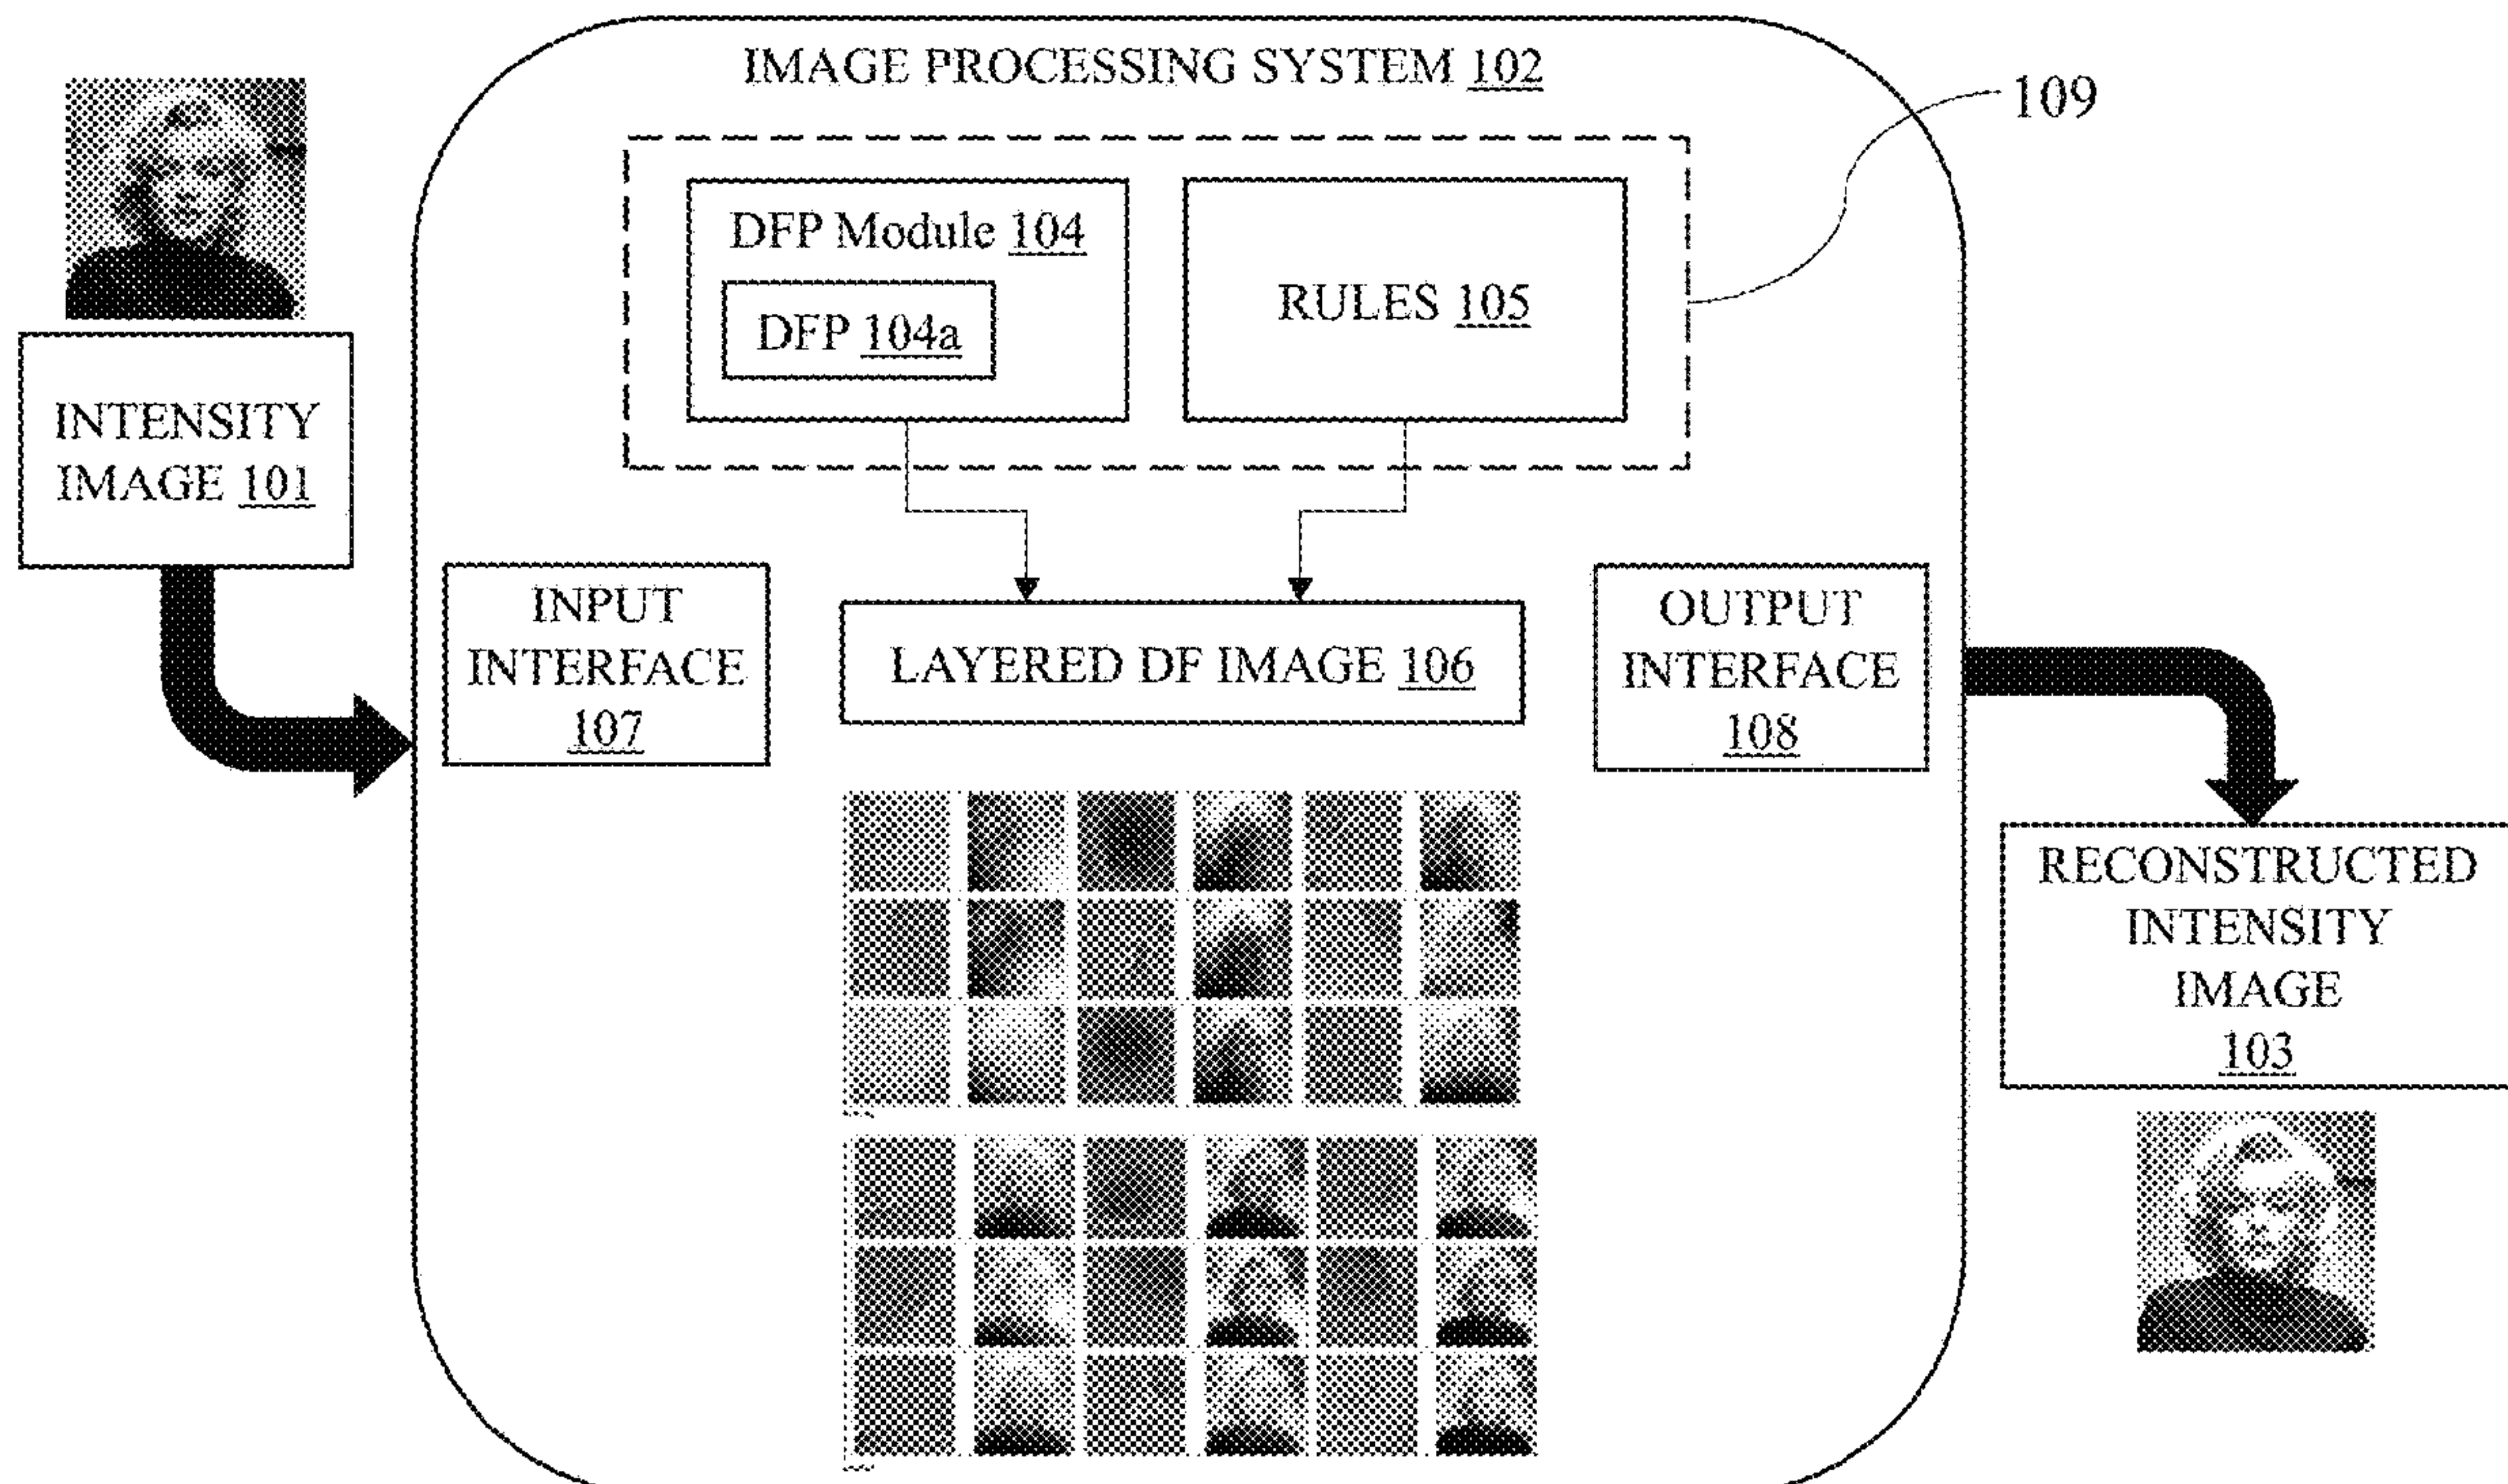 IMAGE PROCESSING SYSTEM 102
109
DFP Module 104
DFP 104a
RULES 105
INTENSITY
IMAGE 101
INPUT
INTERFACE
107
LAYERED DF IMAGE 106
OUTPUT
INTERFACE
108
RECONSTRUCTED
INTENSITY
IMAGE
103